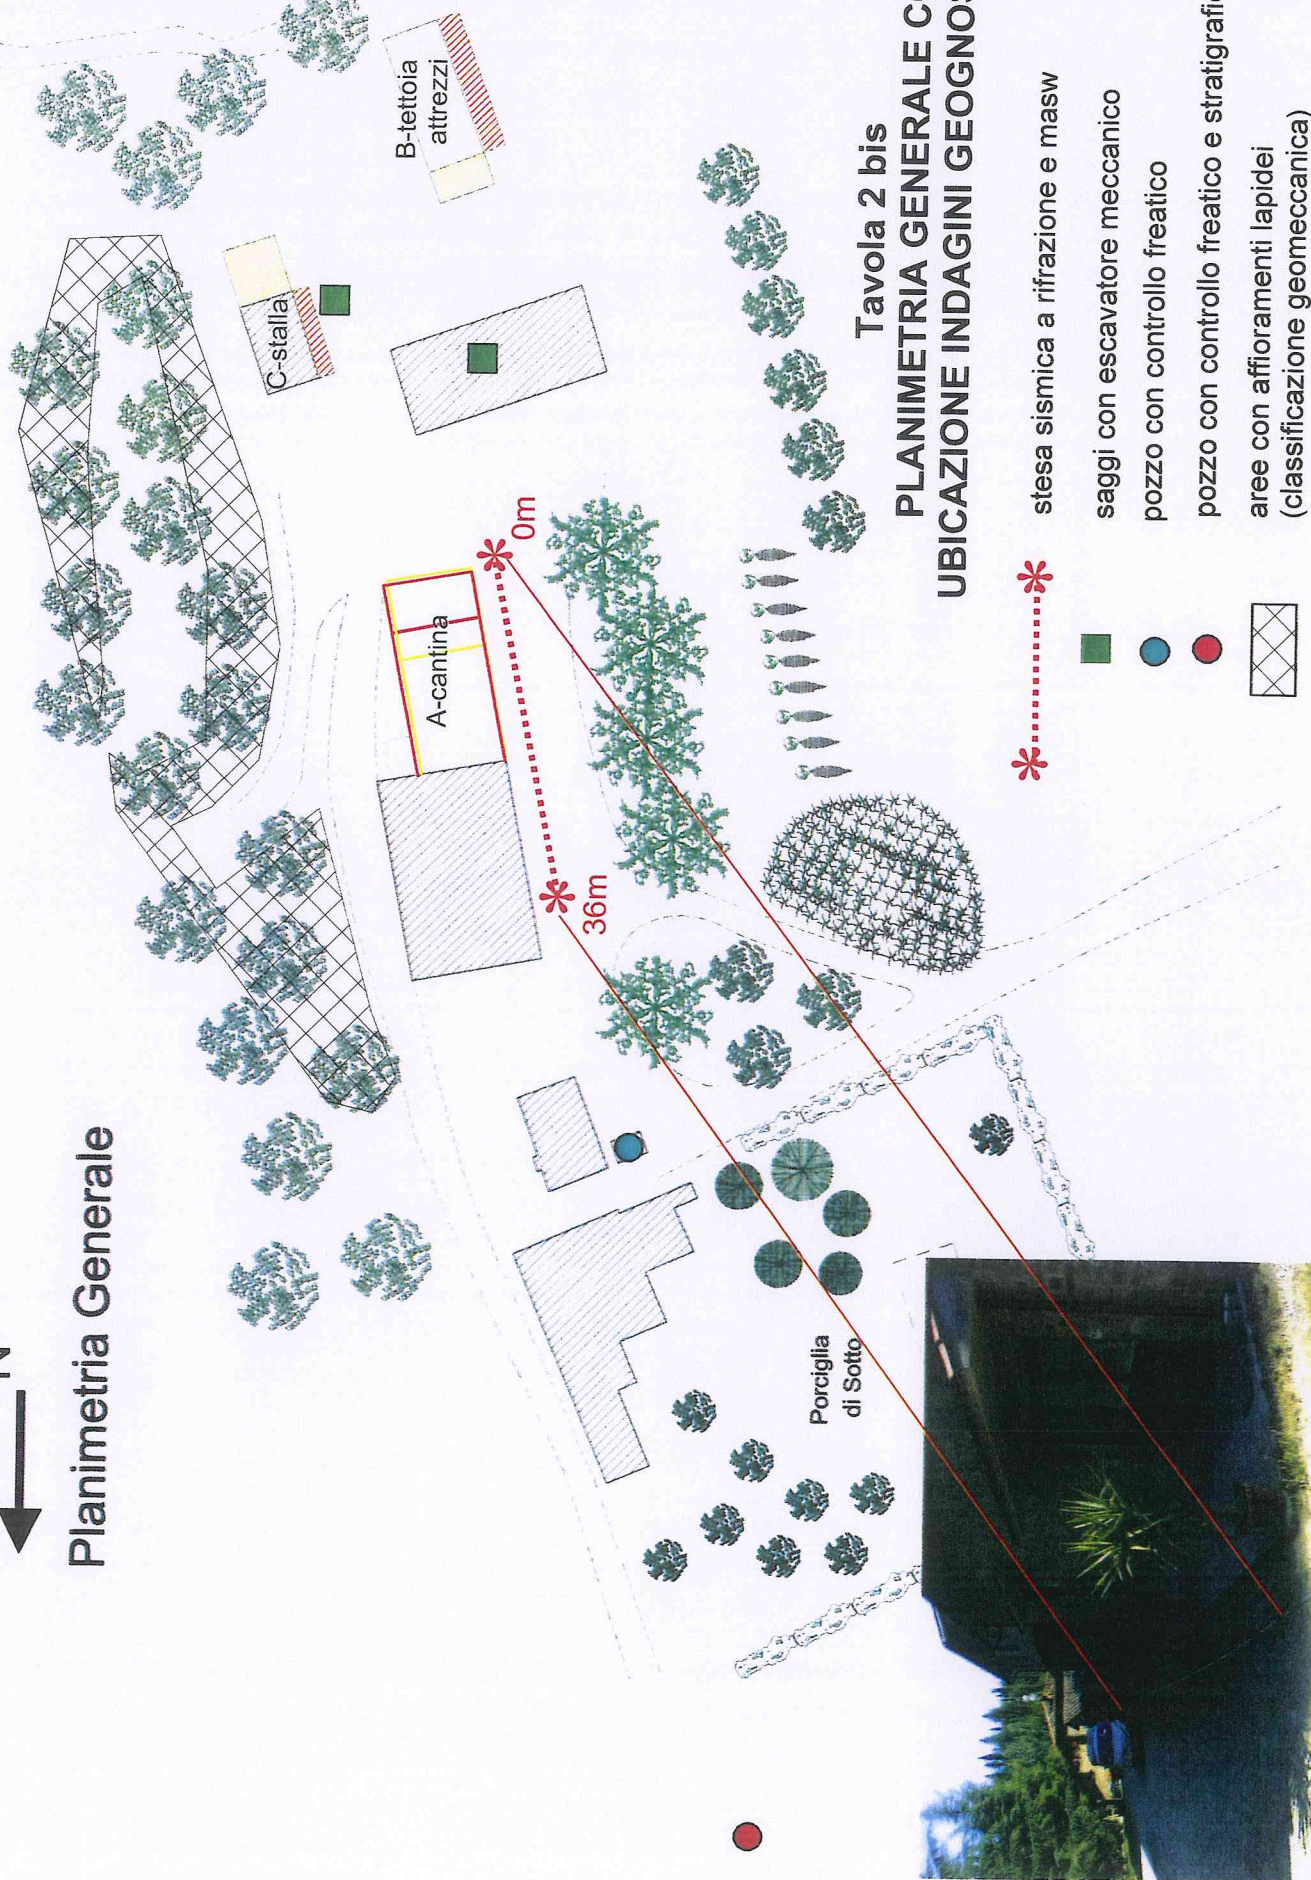 N
Planimetria Generale
B-tettoia
attrezzi
C-stalla
A-cantina
0m
36m
Porciglia
di Sotto
Tavola 2 bis
PLANIMETRIA GENERALE
UBICAZIONE INDAGINI
stesa sismica a rifrazione e masw
saggi con escavatore meccanico
pozzo con controllo freatico
pozzo con controllo freatico e
aree con affioramenti lapidei
(classificazione geomeccanica)